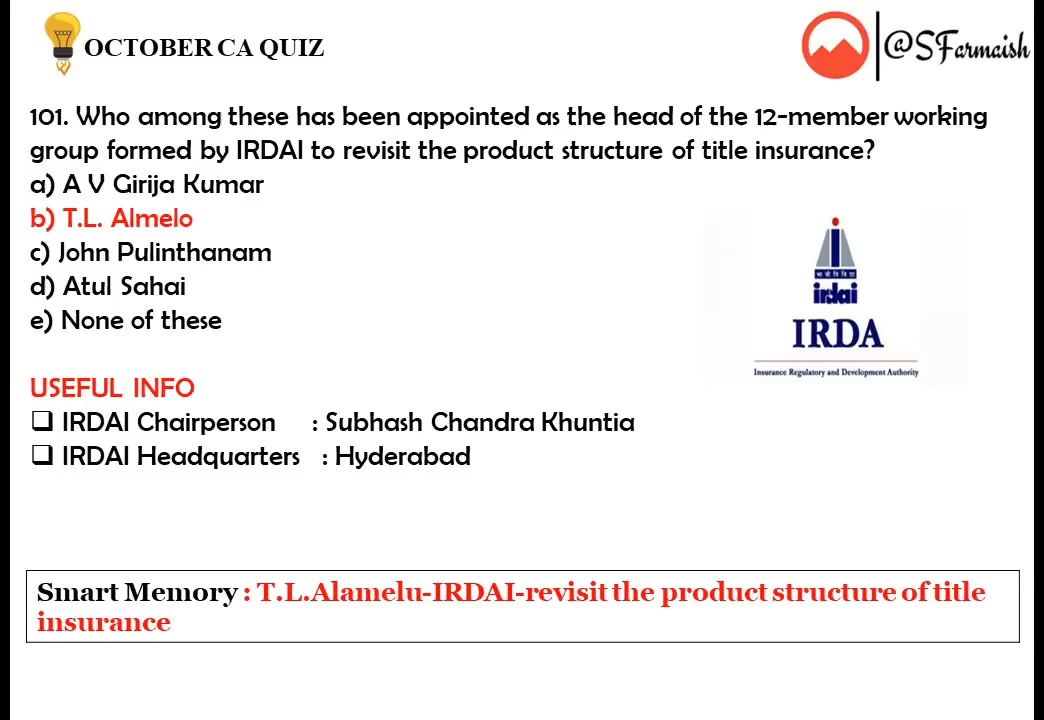 OCTOBER CA QUIZ
@SFarmaish
101. Who among these has been appointed as the head of the 12-member working
group formed by IRDAI to revisit the product structure of title insurance?
a) A V Girija Kumar
b) T.L. Almelo
c) John Pulinthanam
d) Atul Sahai
e) None of these
irdai
IRDA
Insurance Regulatory and Development Authority
USEFUL INFO
❑ IRDAI Chairperson : Subhash Chandra Khuntia
❑ IRDAI Headquarters : Hyderabad
Smart Memory : T.L.Alamelu-IRDAI-revisit the product structure of title
insurance